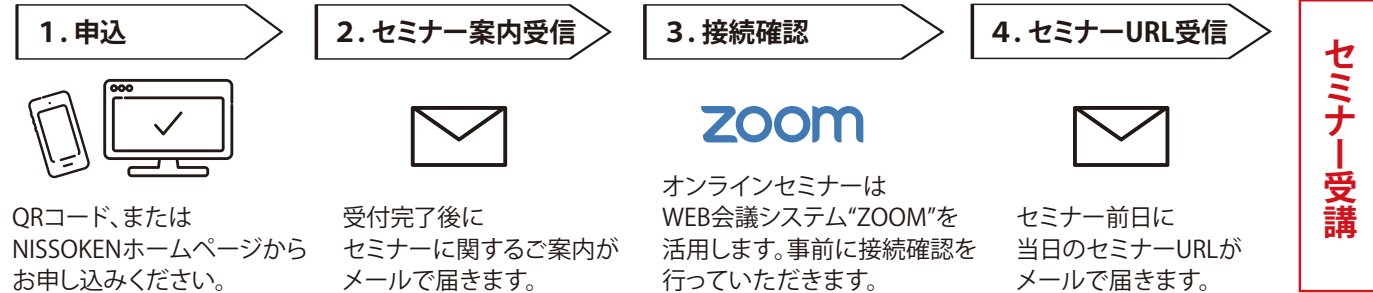 1.申込
QRコード、または
NISSOKENホームページから
お申し込みください。
2.セミナー案内受信
受付完了後に
セミナーに関するご案内が
メールで届きます。
3.接続確認
zoom
オンラインセミナーは
WEB会議システム“ZOOM”を
活用します。事前に接続確認を
行っていただきます。
4.セミナーURL受信
セミナー前日に
当日のセミナーURLが
メールで届きます。
セミナー受講